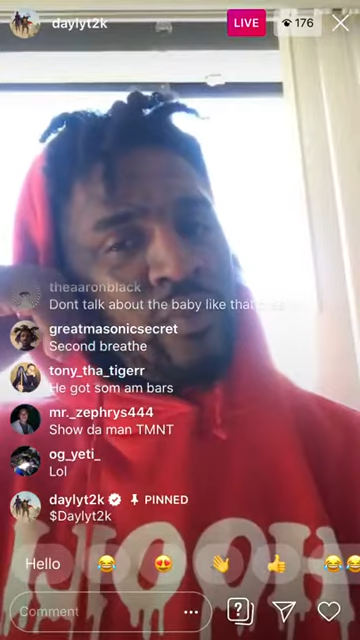 daylyt2k
LIVE
176
theaaronblack
Dont talk about the baby like that
greatmasonicsecret
Second breathe
tony_tha_tigerr
He got som am bars
mr._zephrys444
Show da man TMNT
og_yeti_
Lol
daylyt2k PINNED
$Daylyt2k
HOOH
Hello
Comment